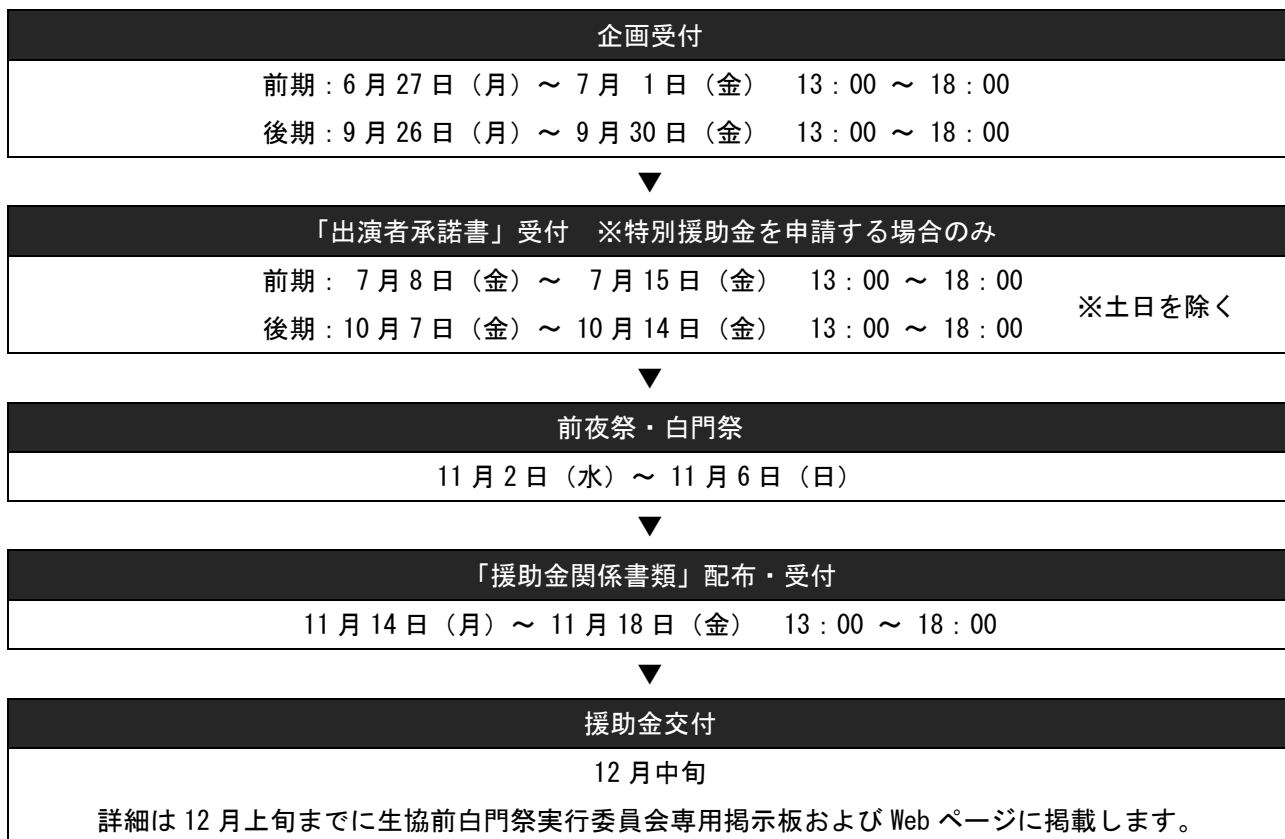 企画受付
前期：6月27日（月）～ 7月 1日（金） 13：00 ～ 18：00
後期：9月26日（月）～ 9月30日（金） 13：00 ～ 18：00
▼
「出演者承諾書」受付 ※特別援助金を申請する場合のみ
前期： 7月8日（金）～ 7月15日（金） 13：00 ～ 18：00
※土日を除く
後期：10月7日（金）～ 10月14日（金） 13：00 ～ 18：00
▼
前夜祭・白門祭
11月2日（水）～ 11月6日（日）
▼
「援助金関係書類」配布・受付
11月14日（月）～ 11月18日（金） 13：00 ～ 18：00
▼
援助金交付
12月中旬
詳細は12月上旬までに生協前白門祭実行委員会専用掲示板およびWebページに掲載します。